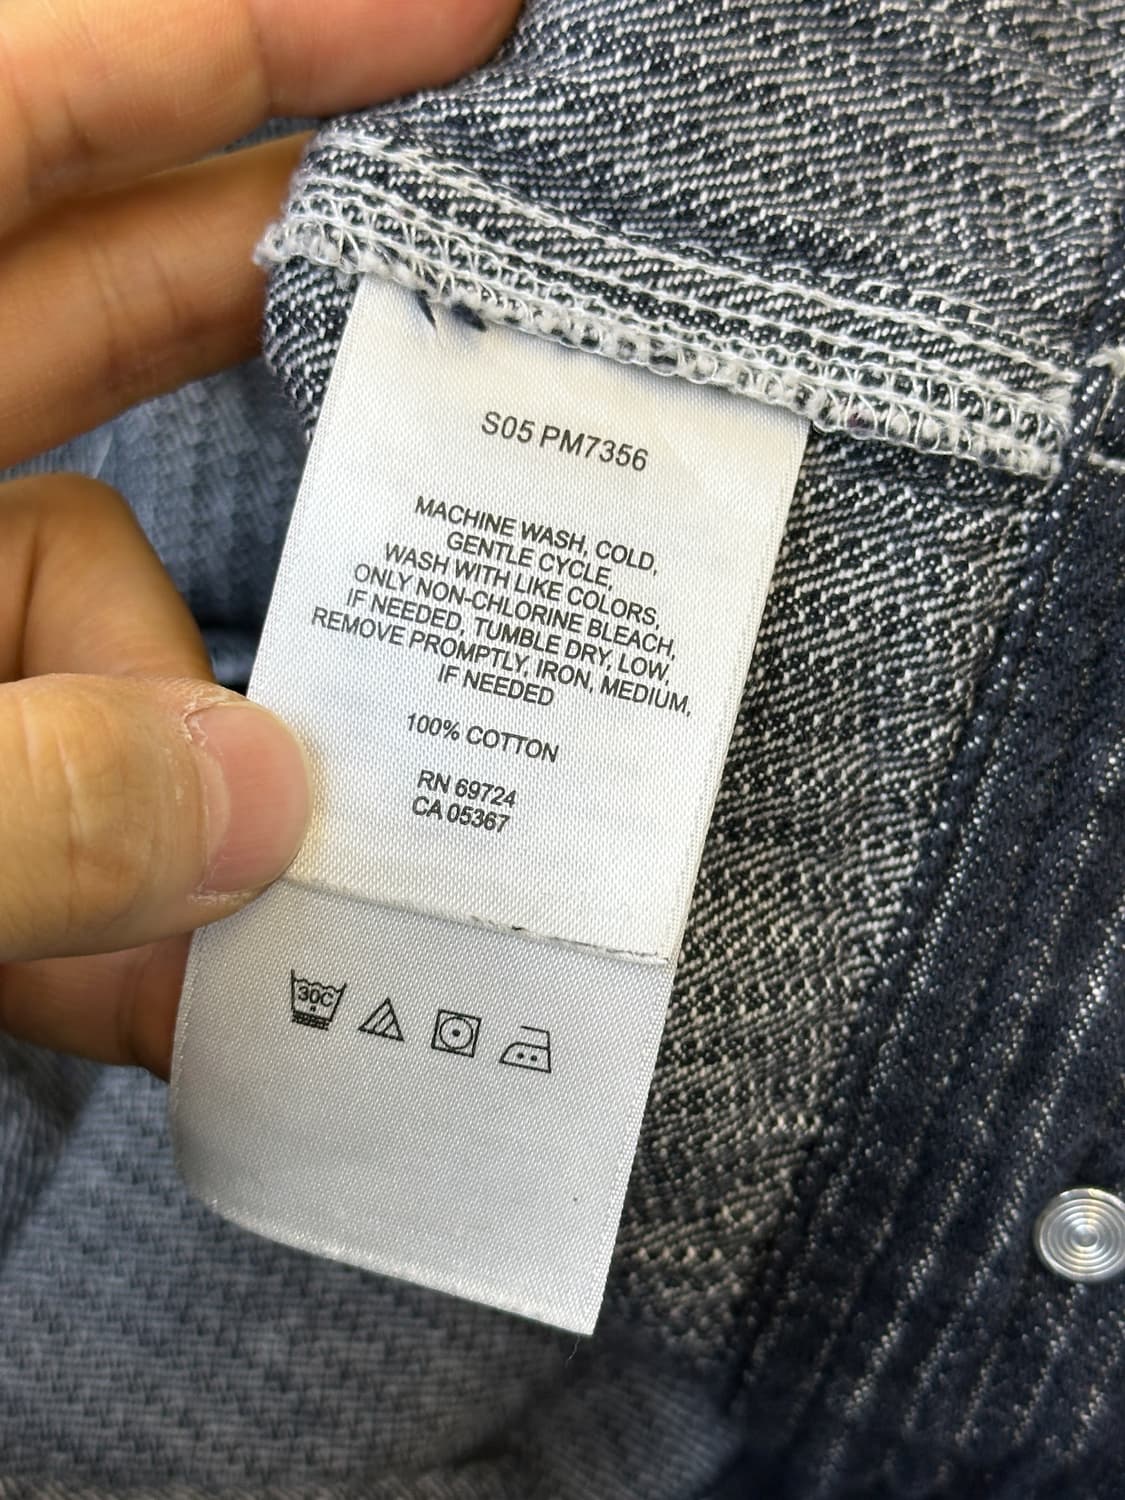 S05 PM7356
MACHINE WASH, COLD,
GENTLE CYCLE,
WASH WITH LIKE COLORS,
ONLY NON-CHLORINE BLEACH,
IF NEEDED, TUMBLE DRY, LOW,
REMOVE PROMPTLY, IRON, MEDIUM,
IF NEEDED
100% COTTON
RN 69724
CA 05367
30C